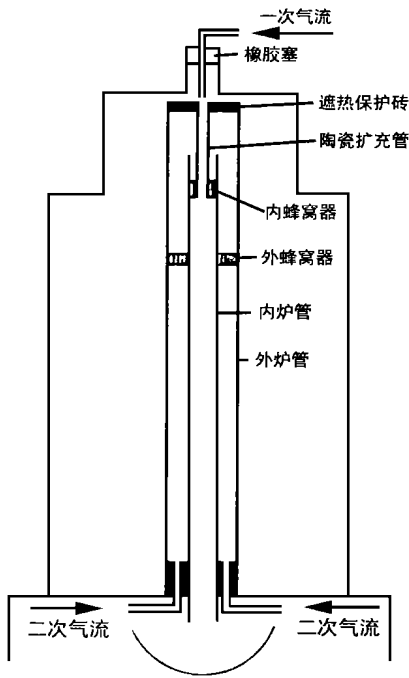 一次气流
橡胶塞
遮热保护砖
陶瓷扩充管
内蜂窝器
外蜂窝器
内炉管
外炉管
二次气流
二次气流